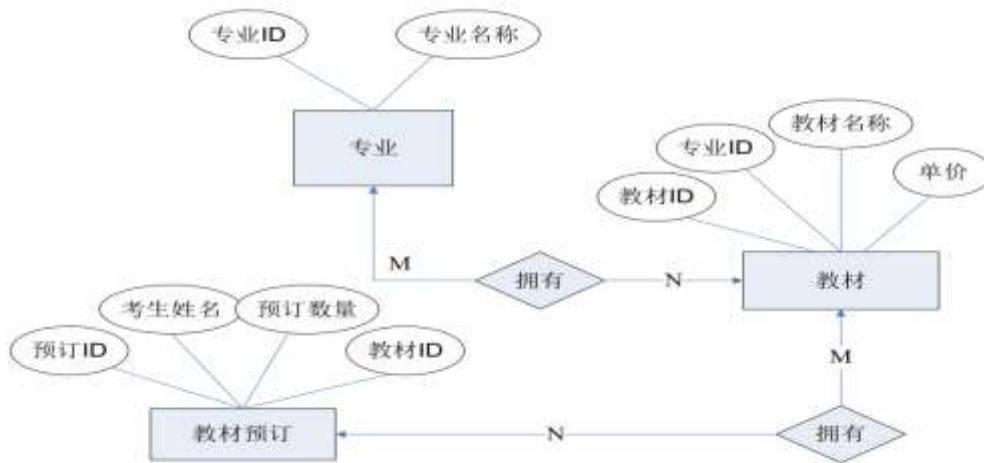 专业ID
专业名称
专业
教材名称
专业ID
单价
教材ID
M
拥有
N
教材
考生姓名
预订数量
预订ID
教材ID
M
教材预订
N
拥有